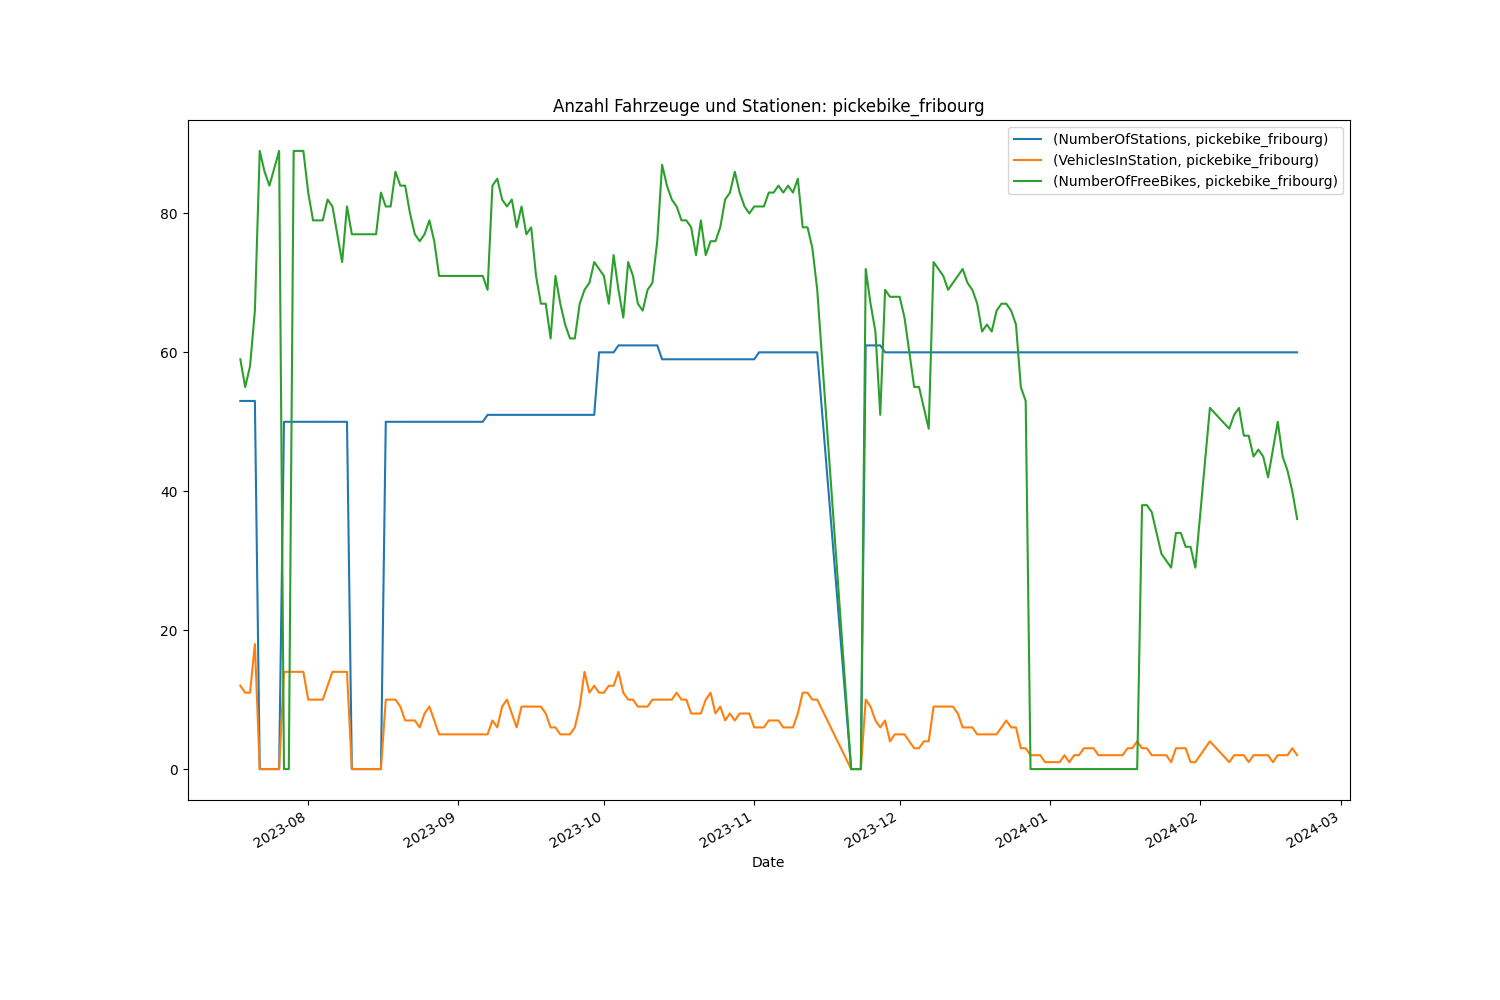 Anzahl Fahrzeuge und Stationen: pickebike_fribourg
(NumberOfStations, pickebike_fribourg)
(VehiclesInStation, pickebike_fribourg)
(NumberOfFreeBikes, pickebike_fribourg)
80
60
40
20
0
2023-08
2023-09
2023-10
2023-11
2023-12
2024-01
2024-02
2024-03
Date